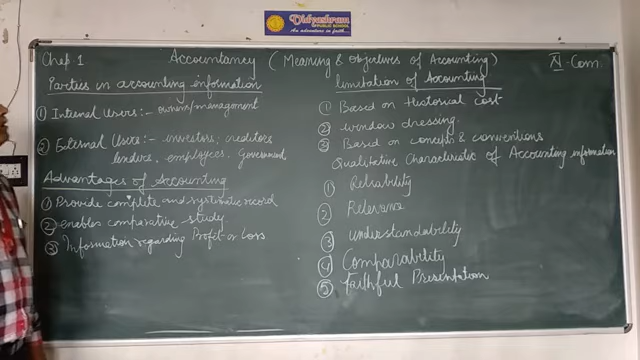 Vidyashram
PUBLIC SCHOOL
An adventure in faith...
Chap. 1 Accountancy ( Meaning & Objectives of Accounting) XI-Com
Parties in accounting information
① Internal Users:- owners/management
② External Users:- investors, creditors
lenders, employees, Government
Advantages of Accounting
① Provide complete and systematic record
② enables comparative study.
③ Information regarding Profit or Loss
limitation of Accounting
① Based on Historical cost
② window dressing.
③ Based on concepts & conventions
Qualitative Characteristic of Accounting information
① Reliability
② Relevance
③ understandability
④ Comparability
⑤ faithful Presentation